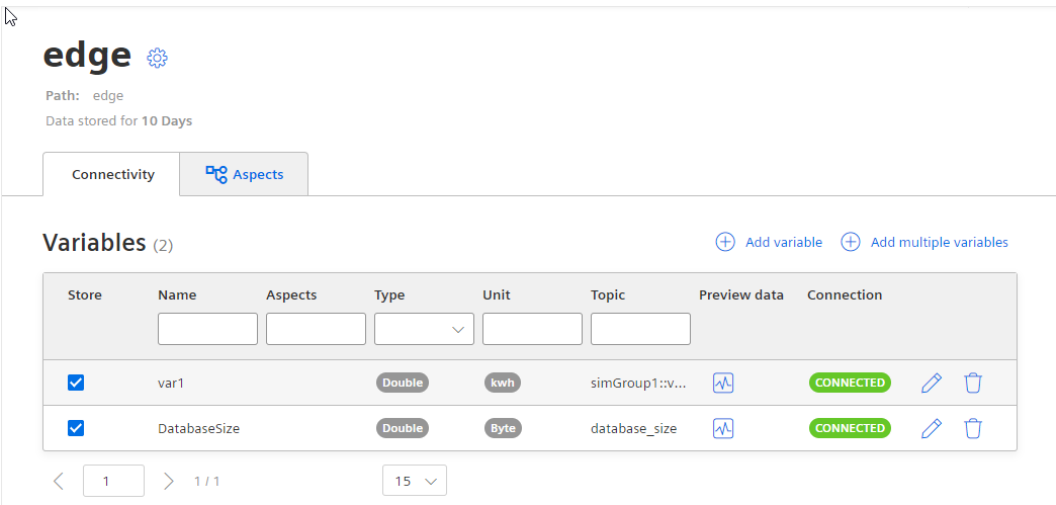 edge
Path: edge
Data stored for 10 Days
Connectivity Aspects
Variables (2) Add variable Add multiple variables
Store Name Aspects Type Unit Topic Preview data Connection
var1 Double kwh simGroup1::v... CONNECTED
DatabaseSize Double Byte database_size CONNECTED
1 1 / 1 15